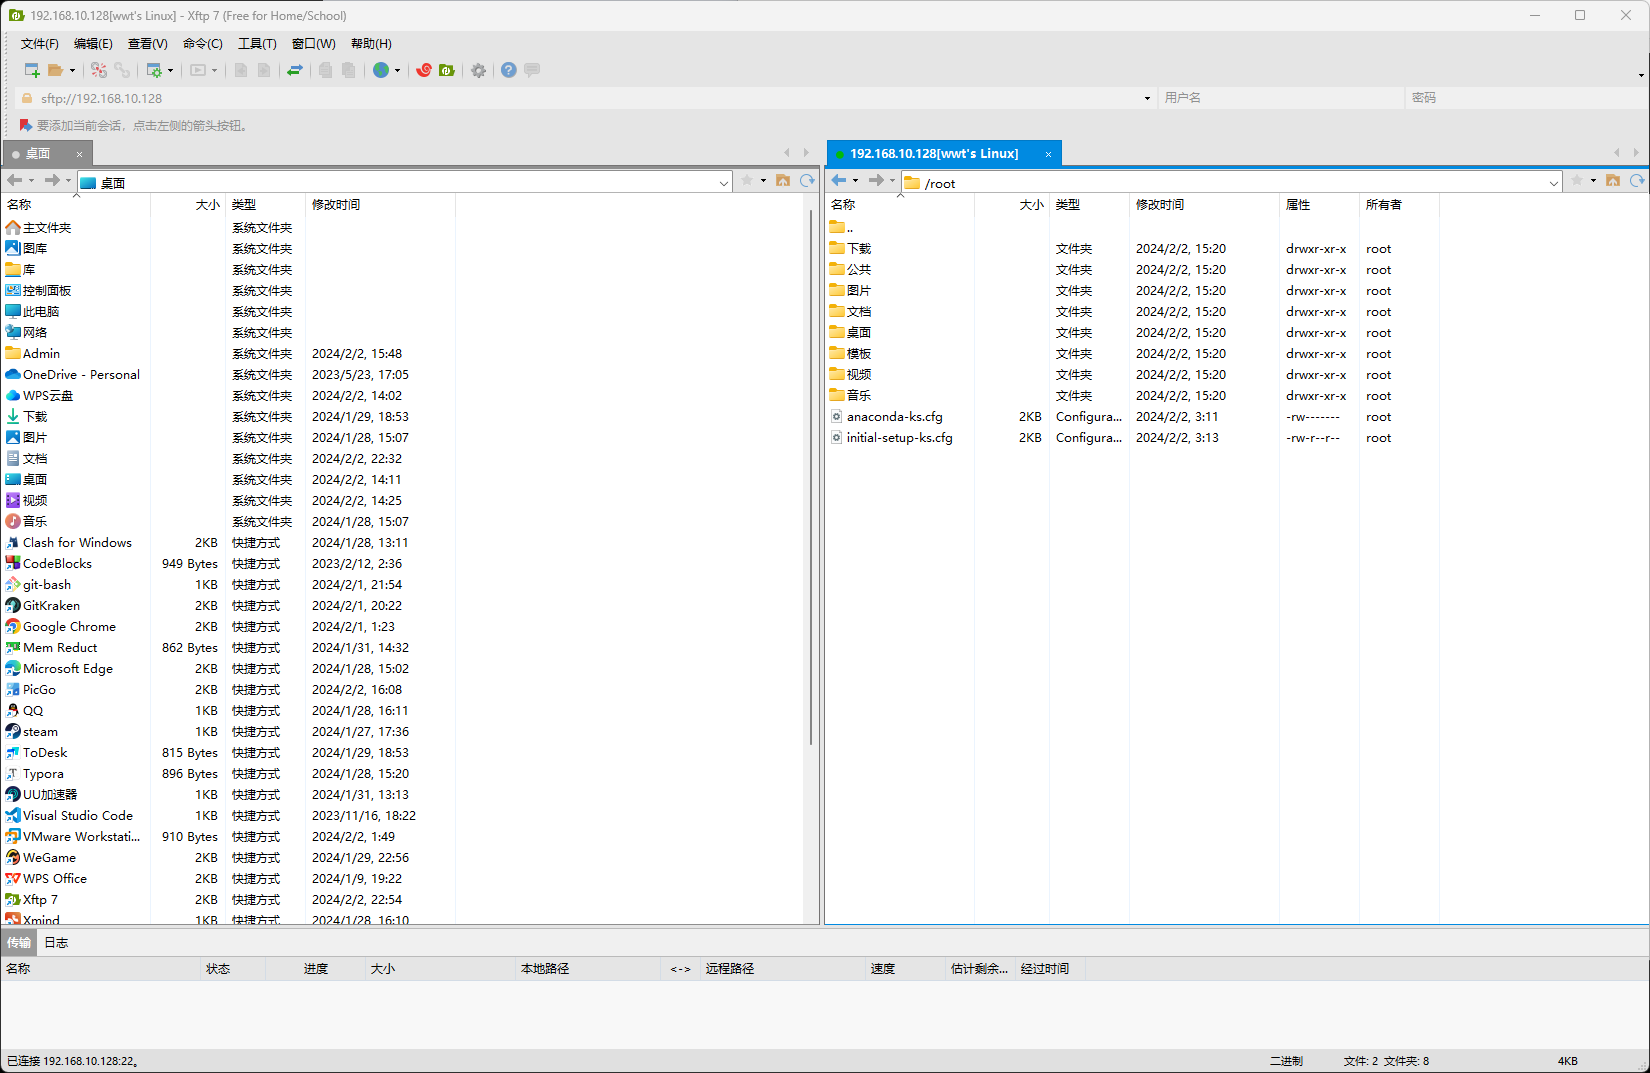 192.168.10.128[wwt's Linux] - Xftp 7 (Free for Home/School)
文件(F) 编辑(E) 查看(V) 命令(C) 工具(T) 窗口(W) 帮助(H)
sftp://192.168.10.128 用户名 密码
要添加当前会话，点击左侧的箭头按钮。
桌面
桌面
名称 大小 类型 修改时间
主文件夹 系统文件夹
图库 系统文件夹
库 系统文件夹
控制面板 系统文件夹
此电脑 系统文件夹
网络 系统文件夹
Admin 系统文件夹 2024/2/2, 15:48
OneDrive - Personal 系统文件夹 2023/5/23, 17:05
WPS云盘 系统文件夹 2024/2/2, 14:02
下载 系统文件夹 2024/1/29, 18:53
图片 系统文件夹 2024/1/28, 15:07
文档 系统文件夹 2024/2/2, 22:32
桌面 系统文件夹 2024/2/2, 14:11
视频 系统文件夹 2024/2/2, 14:25
音乐 系统文件夹 2024/1/28, 15:07
Clash for Windows 2KB 快捷方式 2024/1/28, 13:11
CodeBlocks 949 Bytes 快捷方式 2023/2/12, 2:36
git-bash 1KB 快捷方式 2024/2/1, 21:54
GitKraken 2KB 快捷方式 2024/2/1, 20:22
Google Chrome 2KB 快捷方式 2024/2/1, 1:23
Mem Reduct 862 Bytes 快捷方式 2024/1/31, 14:32
Microsoft Edge 2KB 快捷方式 2024/1/28, 15:02
PicGo 2KB 快捷方式 2024/2/2, 16:08
QQ 1KB 快捷方式 2024/1/28, 16:11
steam 1KB 快捷方式 2024/1/27, 17:36
ToDesk 815 Bytes 快捷方式 2024/1/29, 18:53
Typora 896 Bytes 快捷方式 2024/1/28, 15:20
UU加速器 1KB 快捷方式 2024/1/31, 13:13
Visual Studio Code 1KB 快捷方式 2023/11/16, 18:22
VMware Workstati... 910 Bytes 快捷方式 2024/2/2, 1:49
WeGame 2KB 快捷方式 2024/1/29, 22:56
WPS Office 2KB 快捷方式 2024/1/9, 19:22
Xftp 7 2KB 快捷方式 2024/2/2, 22:54
Xmind 1KB 快捷方式 2024/1/28, 16:10
192.168.10.128[wwt's Linux]
/root
名称 大小 类型 修改时间 属性 所有者
..
下载 文件夹 2024/2/2, 15:20 drwxr-xr-x root
公共 文件夹 2024/2/2, 15:20 drwxr-xr-x root
图片 文件夹 2024/2/2, 15:20 drwxr-xr-x root
文档 文件夹 2024/2/2, 15:20 drwxr-xr-x root
桌面 文件夹 2024/2/2, 15:20 drwxr-xr-x root
模板 文件夹 2024/2/2, 15:20 drwxr-xr-x root
视频 文件夹 2024/2/2, 15:20 drwxr-xr-x root
音乐 文件夹 2024/2/2, 15:20 drwxr-xr-x root
anaconda-ks.cfg 2KB Configura... 2024/2/2, 3:11 -rw------- root
initial-setup-ks.cfg 2KB Configura... 2024/2/2, 3:13 -rw-r--r-- root
传输 日志
名称 状态 进度 大小 本地路径 <-> 远程路径 速度 估计剩余... 经过时间
已连接 192.168.10.128:22。 二进制 文件: 2 文件夹: 8 4KB